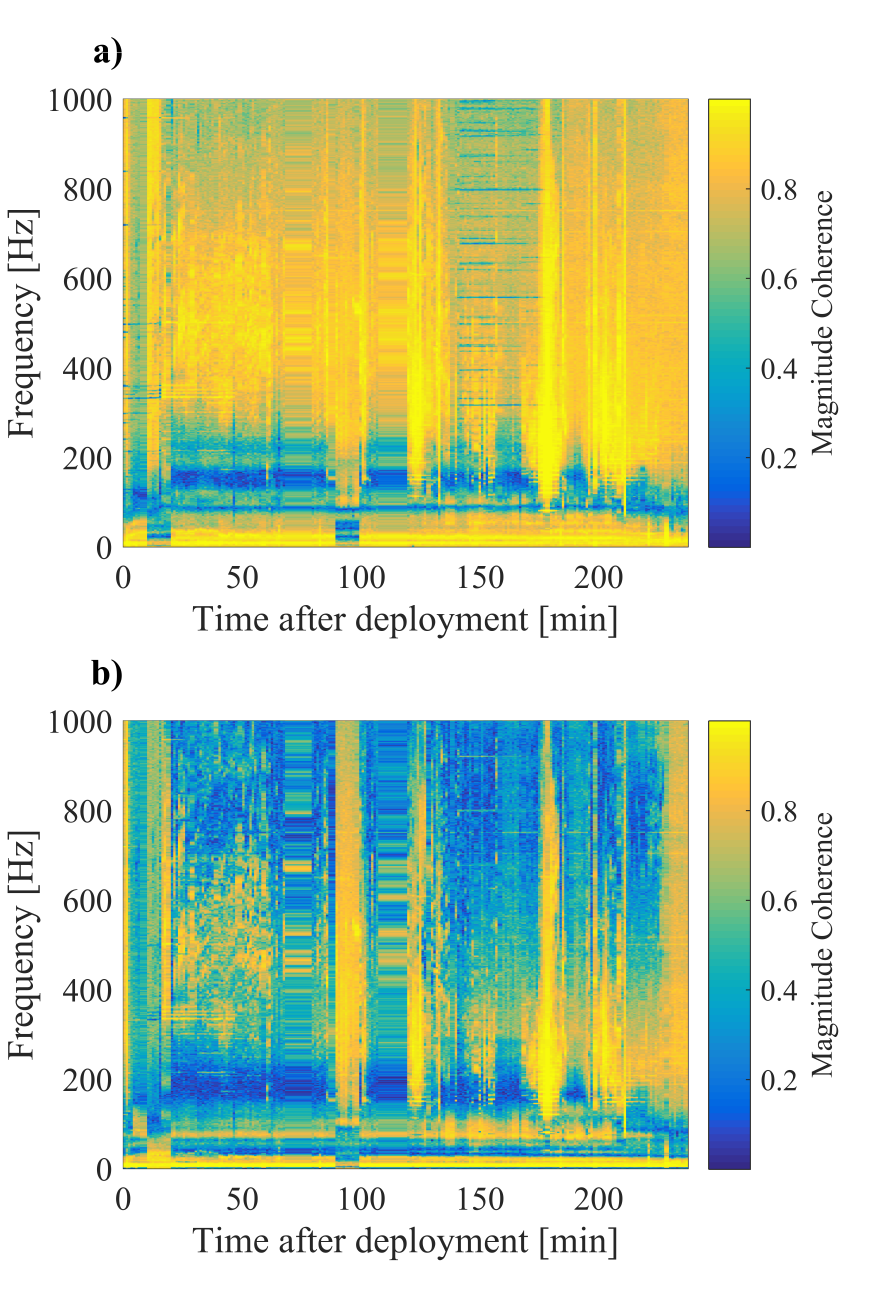 a)
1000
800
600
400
200
0
Frequency [Hz]
0 50 100 150 200
Time after deployment [min]
0.8
0.6
0.4
0.2
Magnitude Coherence
b)
1000
800
600
400
200
0
Frequency [Hz]
0 50 100 150 200
Time after deployment [min]
0.8
0.6
0.4
0.2
Magnitude Coherence